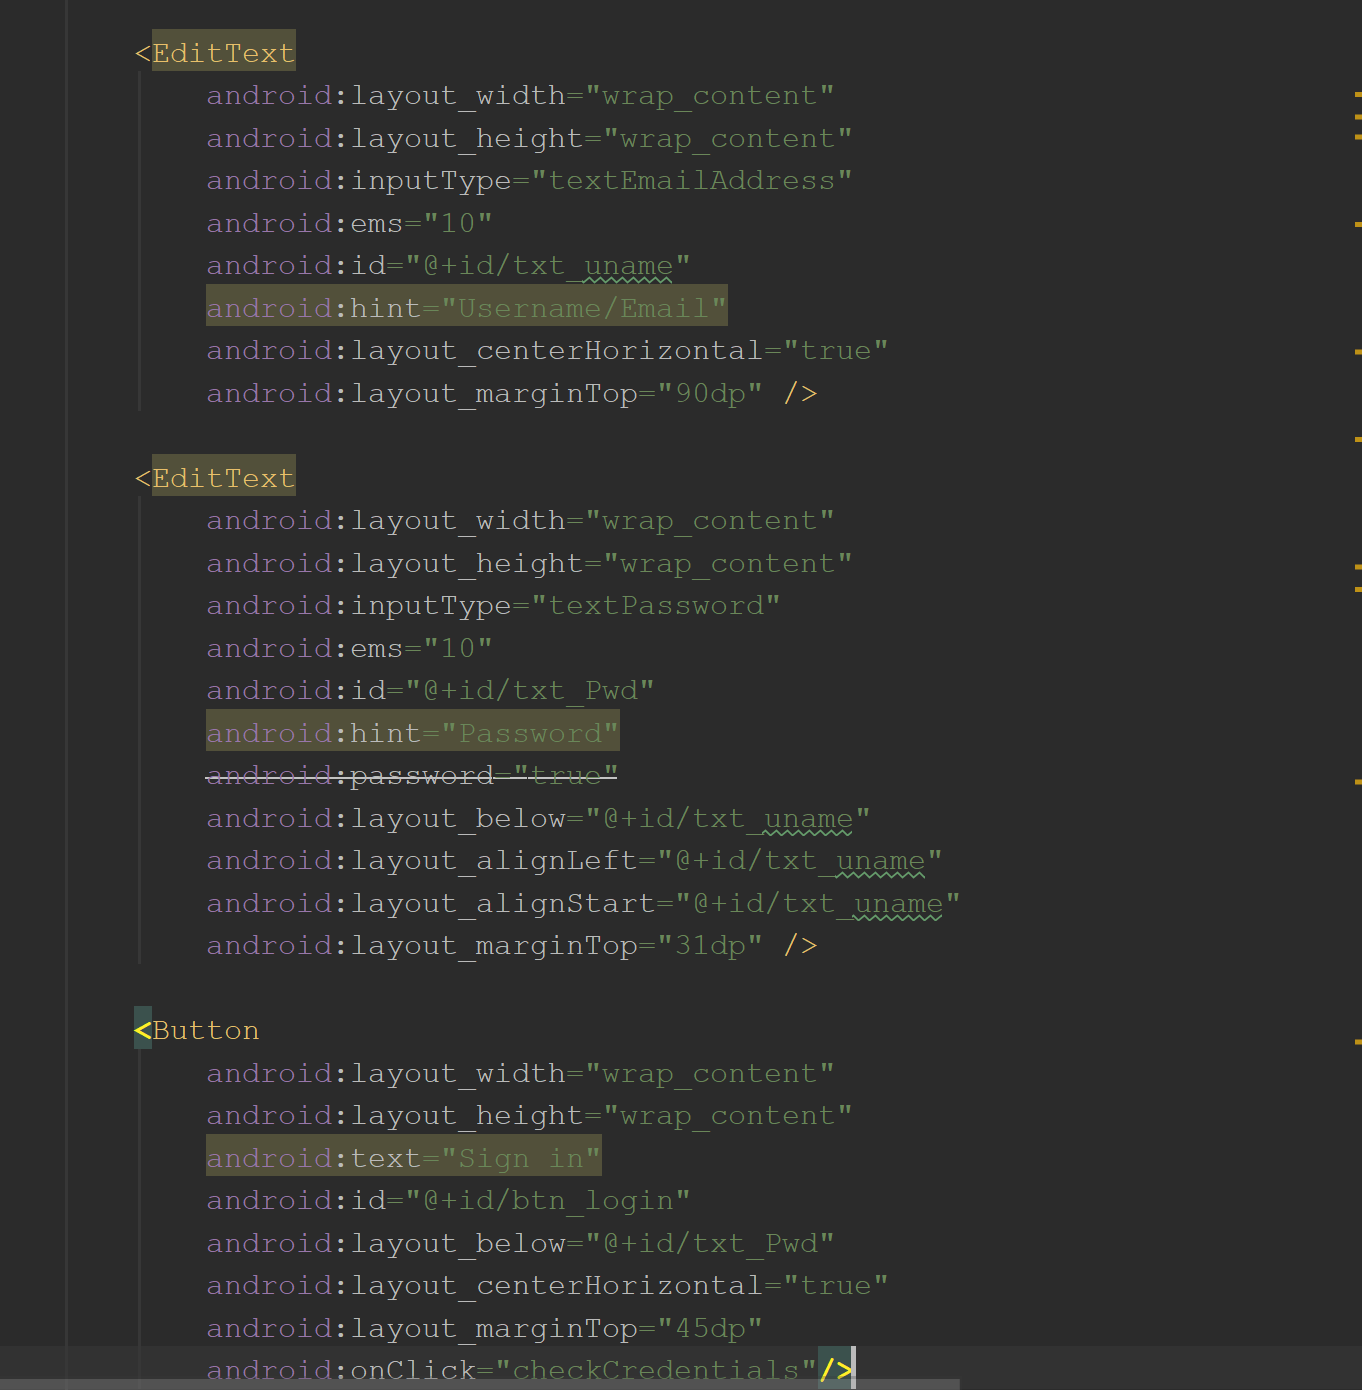 <EditText
android:layout_width="wrap_content"
android:layout_height="wrap_content"
android:inputType="textEmailAddress"
android:ems="10"
android:id="@+id/txt_uname"
android:hint="Username/Email"
android:layout_centerHorizontal="true"
android:layout_marginTop="90dp" />
<EditText
android:layout_width="wrap_content"
android:layout_height="wrap_content"
android:inputType="textPassword"
android:ems="10"
android:id="@+id/txt_Pwd"
android:hint="Password"
android:password="true"
android:layout_below="@+id/txt_uname"
android:layout_alignLeft="@+id/txt_uname"
android:layout_alignStart="@+id/txt_uname"
android:layout_marginTop="31dp" />
<Button
android:layout_width="wrap_content"
android:layout_height="wrap_content"
android:text="Sign in"
android:id="@+id/btn_login"
android:layout_below="@+id/txt_Pwd"
android:layout_centerHorizontal="true"
android:layout_marginTop="45dp"
android:onClick="checkCredentials"/>